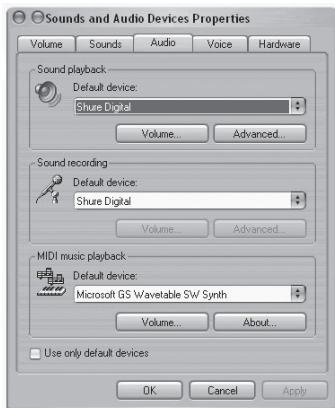 Sounds and Audio Devices Properties
Volume Sounds Audio Voice Hardware
Sound playback
Default device:
Shure Digital
Volume... Advanced...
Sound recording
Default device:
Shure Digital
Volume... Advanced...
MIDI music playback
Default device:
Microsoft GS Wavetable SW Synth
Volume... About...
Use only default devices
OK Cancel Apply